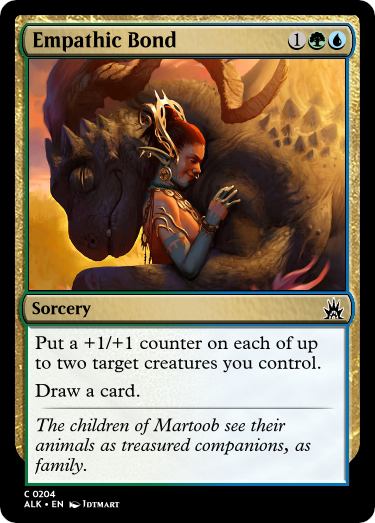 Empathic Bond 1
Sorcery
Put a +1/+1 counter on each of up
to two target creatures you control.
Draw a card.
The children of Martoob see their
animals as treasured companions, as
family.
C 0204
ALK • EN JDTMART